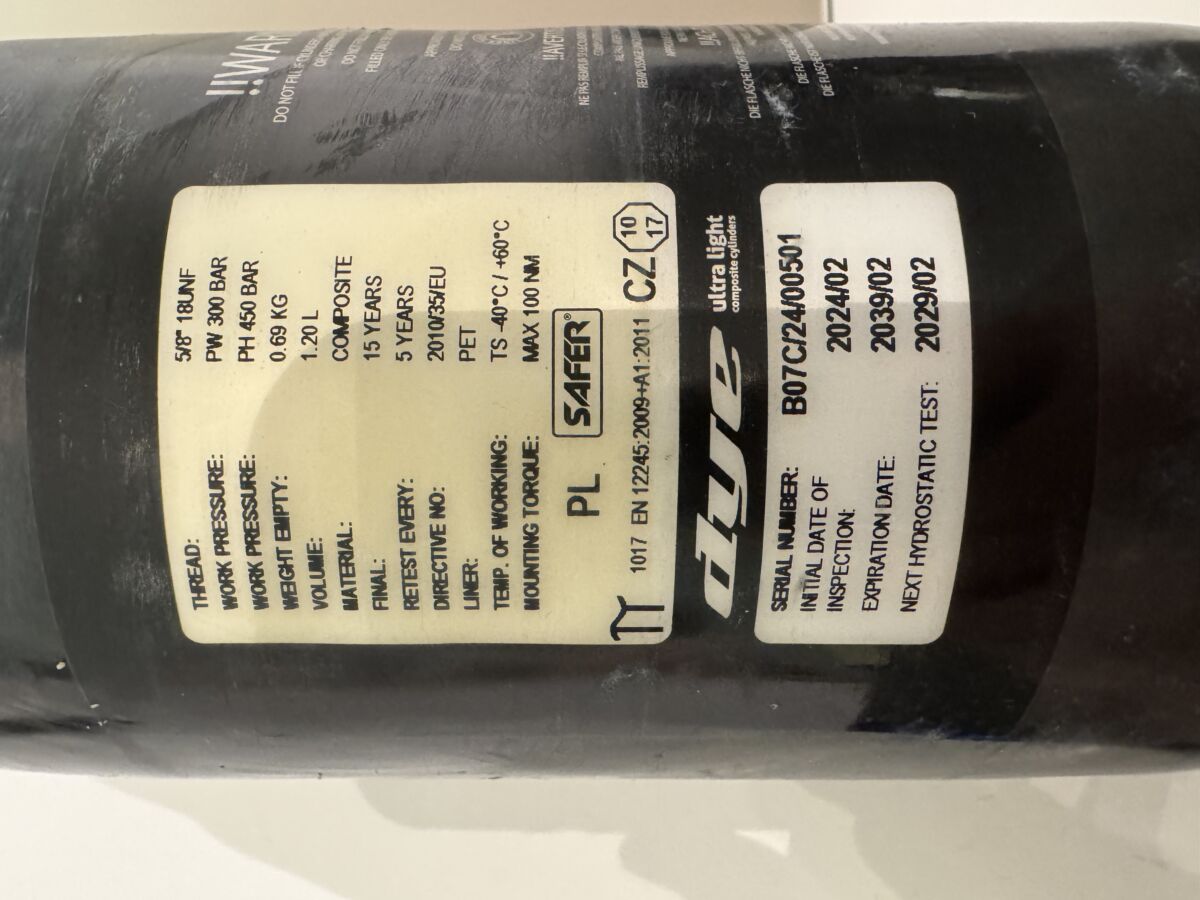 !!WAR
DO NOT FILL IF
THREAD: 5/8" 18UNF
WORK PRESSURE: PW 300 BAR
WORK PRESSURE: PH 450 BAR
WEIGHT EMPTY: 0.69 KG
VOLUME: 1.20 L
MATERIAL: COMPOSITE
FINAL: 15 YEARS
RETEST EVERY: 5 YEARS
DIRECTIVE NO: 2010/35/EU
LINER: PET
TEMP. OF WORKING: TS -40°C / +60°C
MOUNTING TORQUE: MAX 100 NM
PL SAFER®
1017 EN 12245:2009+A1:2011 CZ 10 17
dye ultra light
composite cylinders
SERIAL NUMBER: B07C/24/00501
INITIAL DATE OF
INSPECTION: 2024/02
EXPIRATION DATE: 2039/02
NEXT HYDROSTATIC TEST: 2029/02